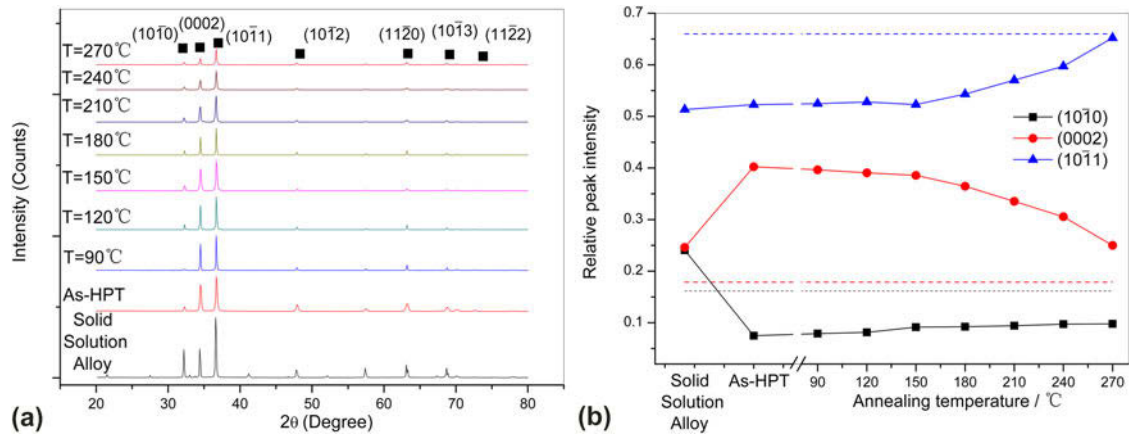 (101̄0) (0002) (101̄1) (101̄2) (112̄0) (101̄3) (112̄2)
T=270℃
T=240℃
T=210℃
T=180℃
T=150℃
T=120℃
T=90℃
As-HPT
Solid
Solution
Alloy
Intensity (Counts)
20 30 40 50 60 70 80
2θ (Degree)
(a)
0.7
0.6
0.5
0.4
0.3
0.2
0.1
Relative peak intensity
(101̄0)
(0002)
(101̄1)
Solid
Solution
Alloy
As-HPT
90 120 150 180 210 240 270
Annealing temperature / ℃
(b)